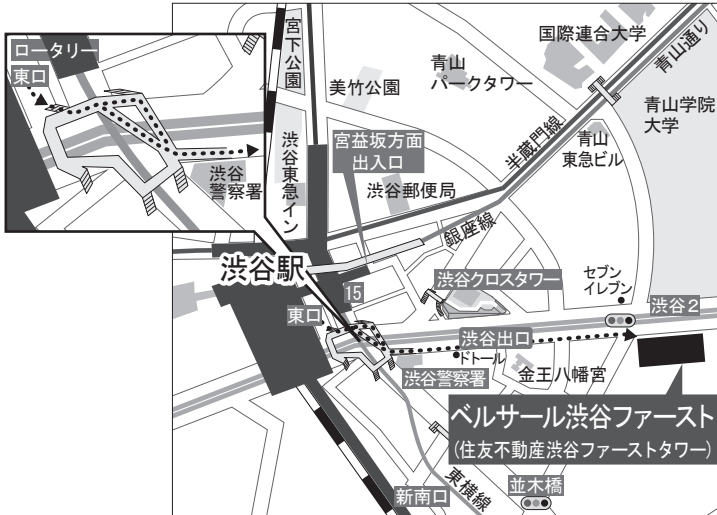 ロータリー
東口
渋谷
警察署
宮下
公園
美竹公園
青山
パークタワー
国際連合大学
青山通り
青山学院
大学
宮益坂方面
出入口
半蔵門線
青山
東急ビル
渋谷東急イン
渋谷郵便局
銀座線
渋谷駅
15
渋谷クロスタワー
セブン
イレブン
渋谷2
東口
渋谷出口
ドトール
渋谷警察署
金王八幡宮
ベルサール渋谷ファースト
(住友不動産渋谷ファーストタワー)
東横線
新南口
並木橋